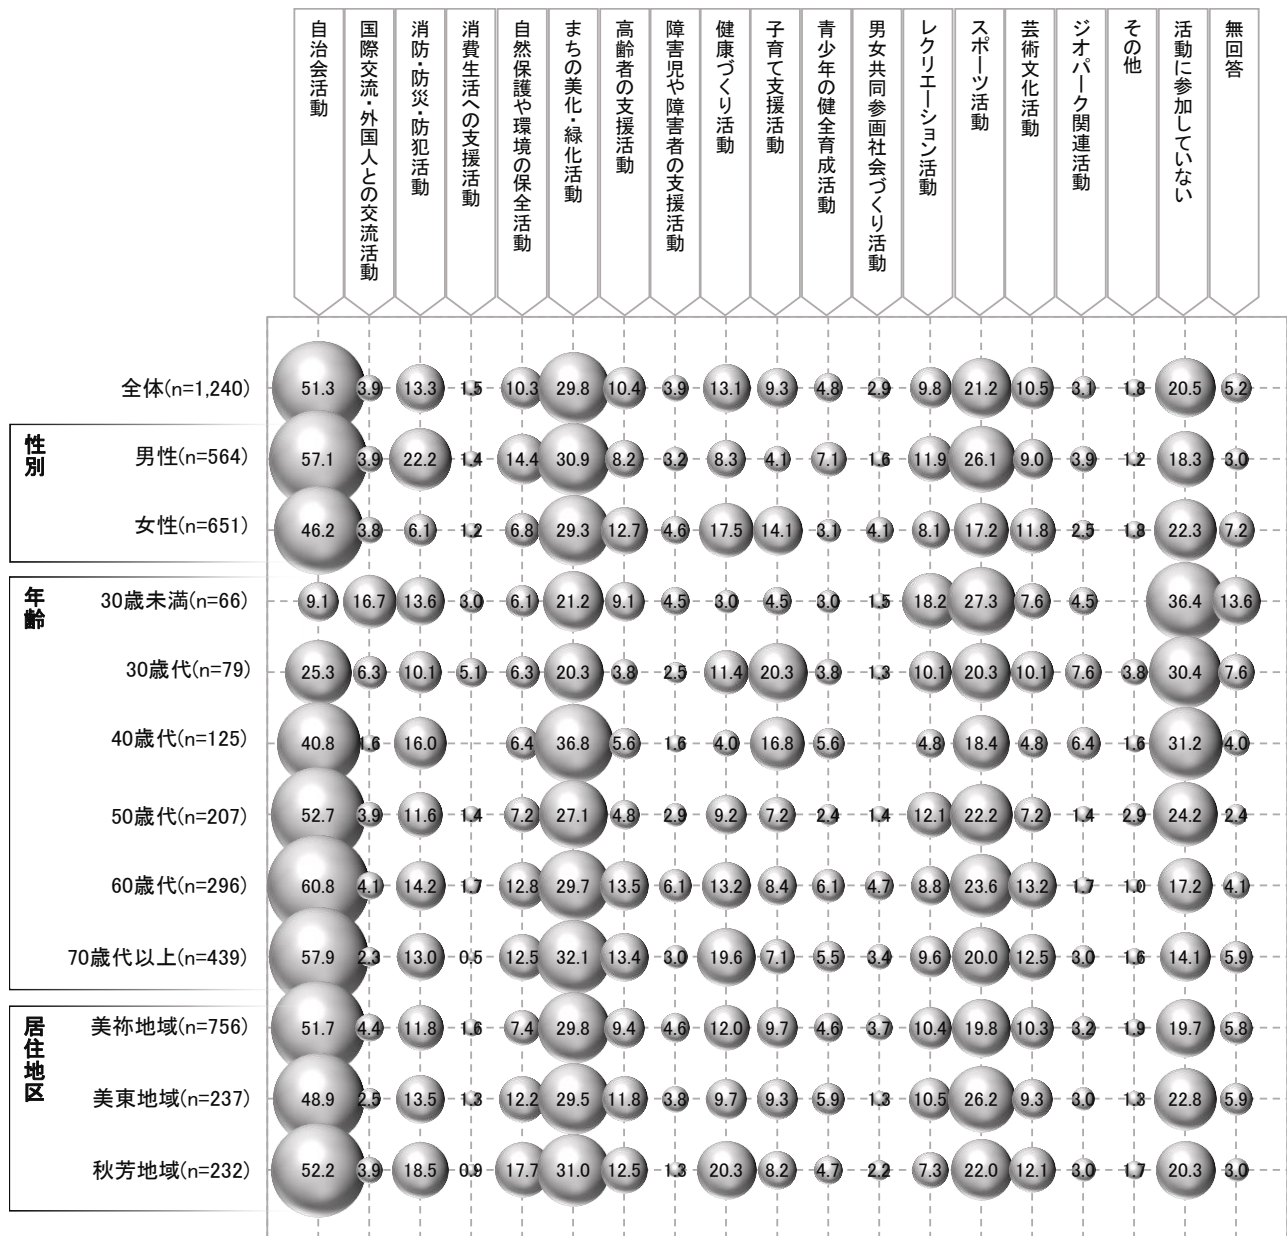 自治会活動
国際交流・外国人との交流活動
消防・防災・防犯活動
消費生活への支援活動
自然保護や環境の保全活動
まちの美化・緑化活動
高齢者の支援活動
障害児や障害者の支援活動
健康づくり活動
子育て支援活動
青少年の健全育成活動
男女共同参画社会づくり活動
レクリエーション活動
スポーツ活動
芸術文化活動
ジオパーク関連活動
その他
活動に参加していない
無回答
全体(n=1,240) 51.3 3.9 13.3 1.5 10.3 29.8 10.4 3.9 13.1 9.3 4.8 2.9 9.8 21.2 10.5 3.1 1.8 20.5 5.2
性別
男性(n=564) 57.1 3.9 22.2 1.4 14.4 30.9 8.2 3.2 8.3 4.1 7.1 1.6 11.9 26.1 9.0 3.9 1.2 18.3 3.0
女性(n=651) 46.2 3.8 6.1 1.2 6.8 29.3 12.7 4.6 17.5 14.1 3.1 4.1 8.1 17.2 11.8 2.5 1.8 22.3 7.2
年齢
30歳未満(n=66) 9.1 16.7 13.6 3.0 6.1 21.2 9.1 4.5 3.0 4.5 3.0 1.5 18.2 27.3 7.6 4.5 36.4 13.6
30歳代(n=79) 25.3 6.3 10.1 5.1 6.3 20.3 3.8 2.5 11.4 20.3 3.8 1.3 10.1 20.3 10.1 7.6 3.8 30.4 7.6
40歳代(n=125) 40.8 1.6 16.0 6.4 36.8 5.6 1.6 4.0 16.8 5.6 4.8 18.4 4.8 6.4 1.6 31.2 4.0
50歳代(n=207) 52.7 3.9 11.6 1.4 7.2 27.1 4.8 2.9 9.2 7.2 2.4 1.4 12.1 22.2 7.2 1.4 2.9 24.2 2.4
60歳代(n=296) 60.8 4.1 14.2 1.7 12.8 29.7 13.5 6.1 13.2 8.4 6.1 4.7 8.8 23.6 13.2 1.7 1.0 17.2 4.1
70歳代以上(n=439) 57.9 2.3 13.0 0.5 12.5 32.1 13.4 3.0 19.6 7.1 5.5 3.4 9.6 20.0 12.5 3.0 1.6 14.1 5.9
居住地区
美祢地域(n=756) 51.7 4.4 11.8 1.6 7.4 29.8 9.4 4.6 12.0 9.7 4.6 3.7 10.4 19.8 10.3 3.2 1.9 19.7 5.8
美東地域(n=237) 48.9 2.5 13.5 1.3 12.2 29.5 11.8 3.8 9.7 9.3 5.9 1.3 10.5 26.2 9.3 3.0 1.3 22.8 5.9
秋芳地域(n=232) 52.2 3.9 18.5 0.9 17.7 31.0 12.5 1.3 20.3 8.2 4.7 2.2 7.3 22.0 12.1 3.0 1.7 20.3 3.0